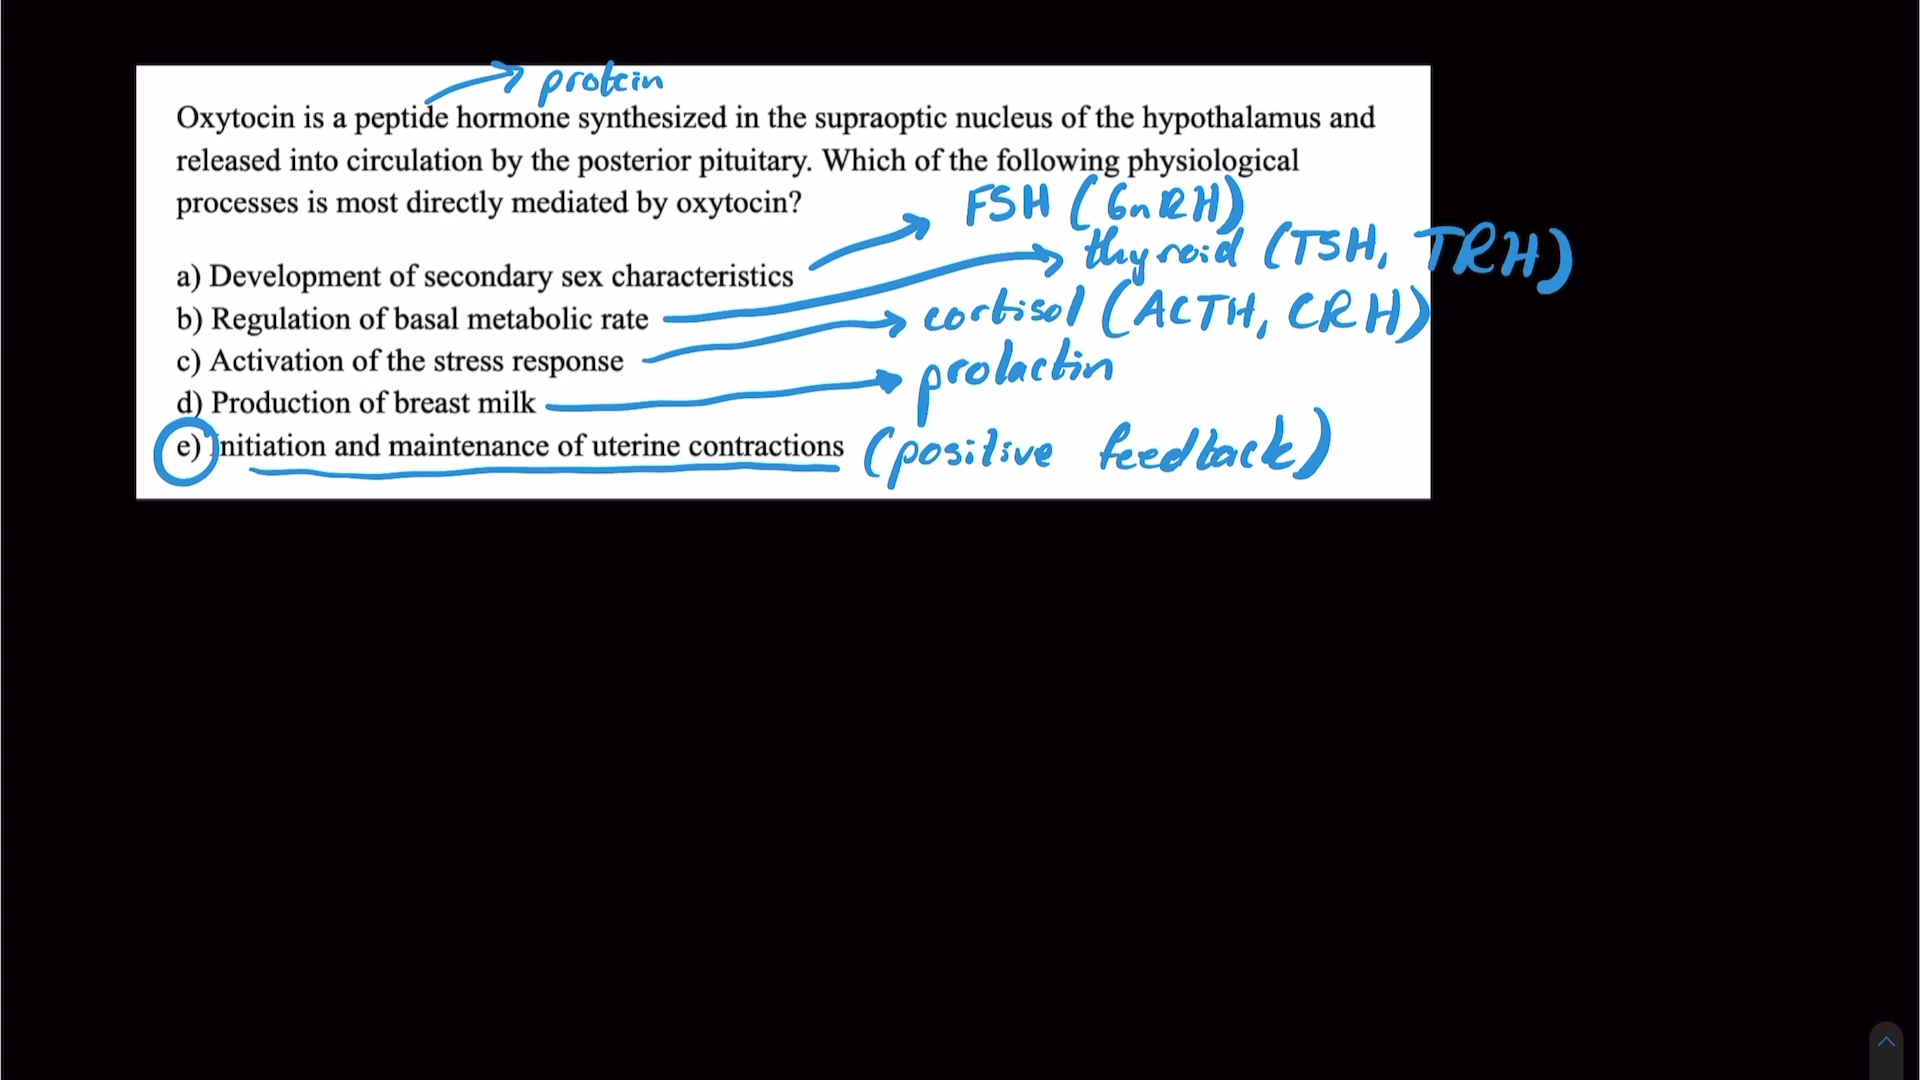 protein
Oxytocin is a peptide hormone synthesized in the supraoptic nucleus of the hypothalamus and
released into circulation by the posterior pituitary. Which of the following physiological
processes is most directly mediated by oxytocin?
FSH (GnRH)
a) Development of secondary sex characteristics
thyroid (TSH, TRH)
b) Regulation of basal metabolic rate
cortisol (ACTH, CRH)
c) Activation of the stress response
prolactin
d) Production of breast milk
e) Initiation and maintenance of uterine contractions (positive feedback)